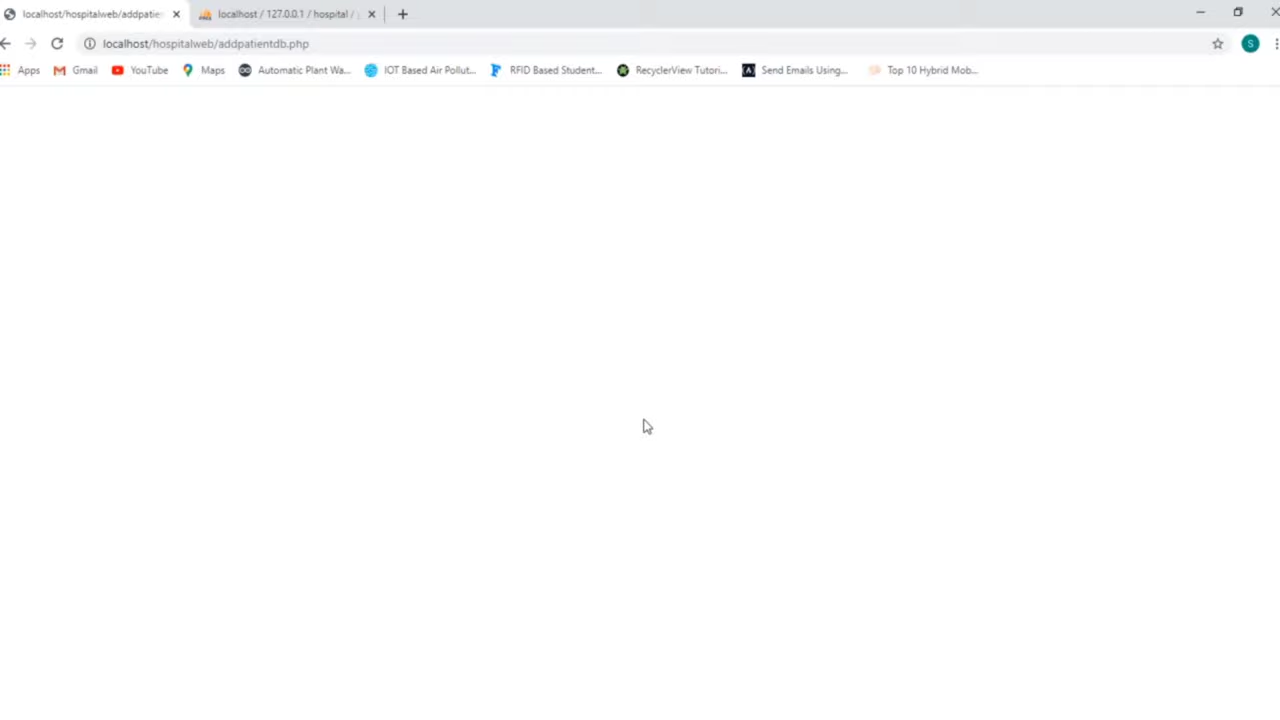 localhost/hospitalweb/addpatie
localhost / 127.0.0.1 / hospital /
localhost/hospitalweb/addpatientdb.php
S
Apps
Gmail
YouTube
Maps
Automatic Plant Wa...
IOT Based Air Pollut...
RFID Based Student...
RecyclerView Tutori...
Send Emails Using...
Top 10 Hybrid Mob...